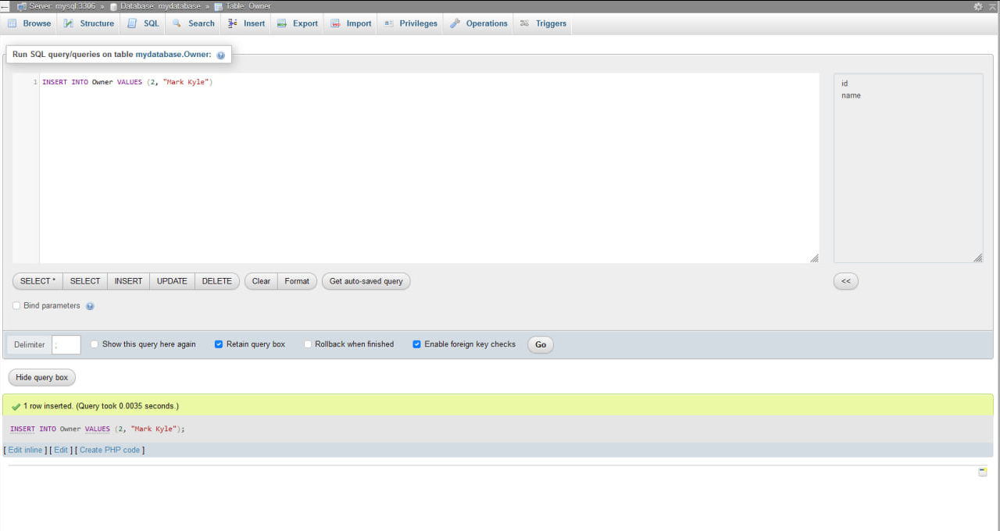 Server: mysql:3306 » Database: mydatabase » Table: Owner
Browse Structure SQL Search Insert Export Import Privileges Operations Triggers
Run SQL query/queries on table mydatabase.Owner:
1 INSERT INTO Owner VALUES (2, "Mark Kyle")
id
name
SELECT * SELECT INSERT UPDATE DELETE Clear Format Get auto-saved query <<
Bind parameters
Delimiter ; Show this query here again Retain query box Rollback when finished Enable foreign key checks Go
Hide query box
1 row inserted. (Query took 0.0035 seconds.)
INSERT INTO Owner VALUES (2, "Mark Kyle");
[ Edit inline ] [ Edit ] [ Create PHP code ]